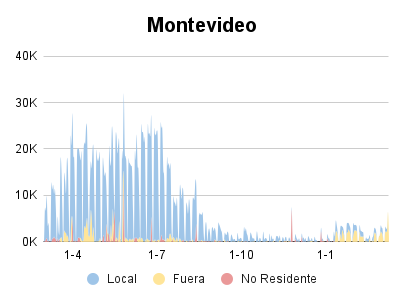 Montevideo
40K
30K
20K
10K
0K
1-4 1-7 1-10 1-1
Local Fuera No Residente